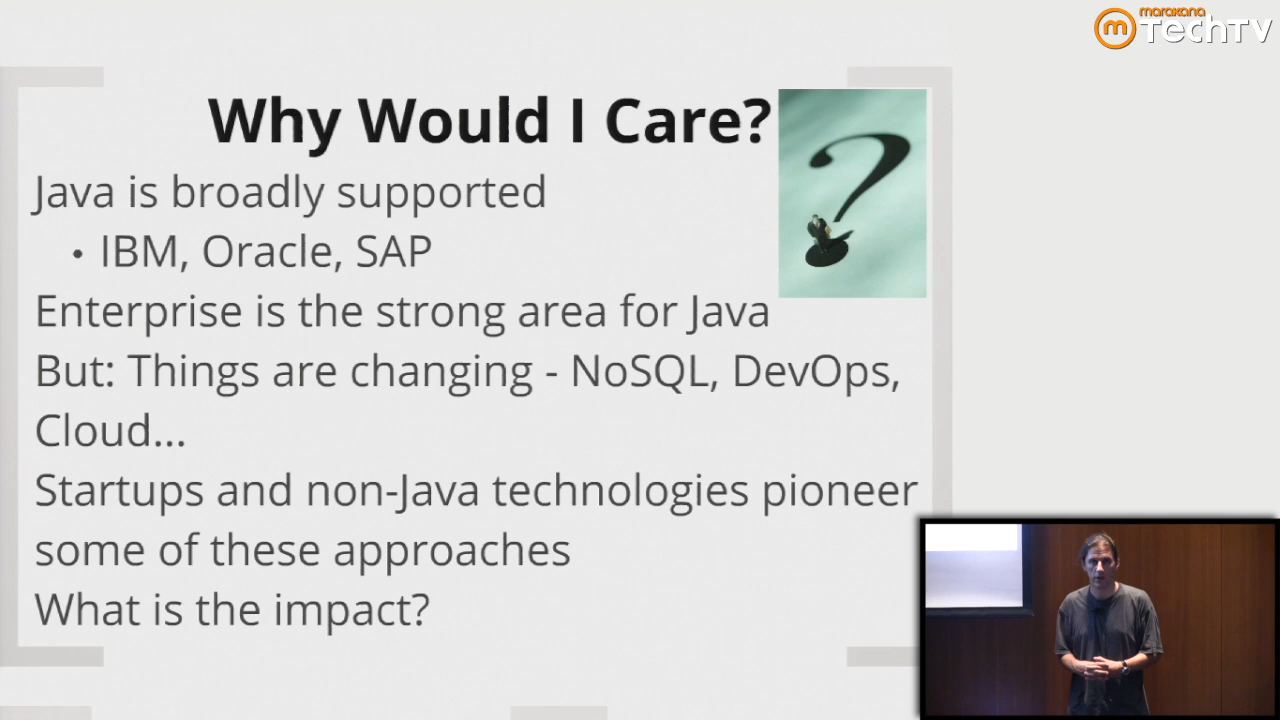 marakana
TechTV
Why Would I Care?
Java is broadly supported
• IBM, Oracle, SAP
Enterprise is the strong area for Java
But: Things are changing - NoSQL, DevOps,
Cloud...
Startups and non-Java technologies pioneer
some of these approaches
What is the impact?